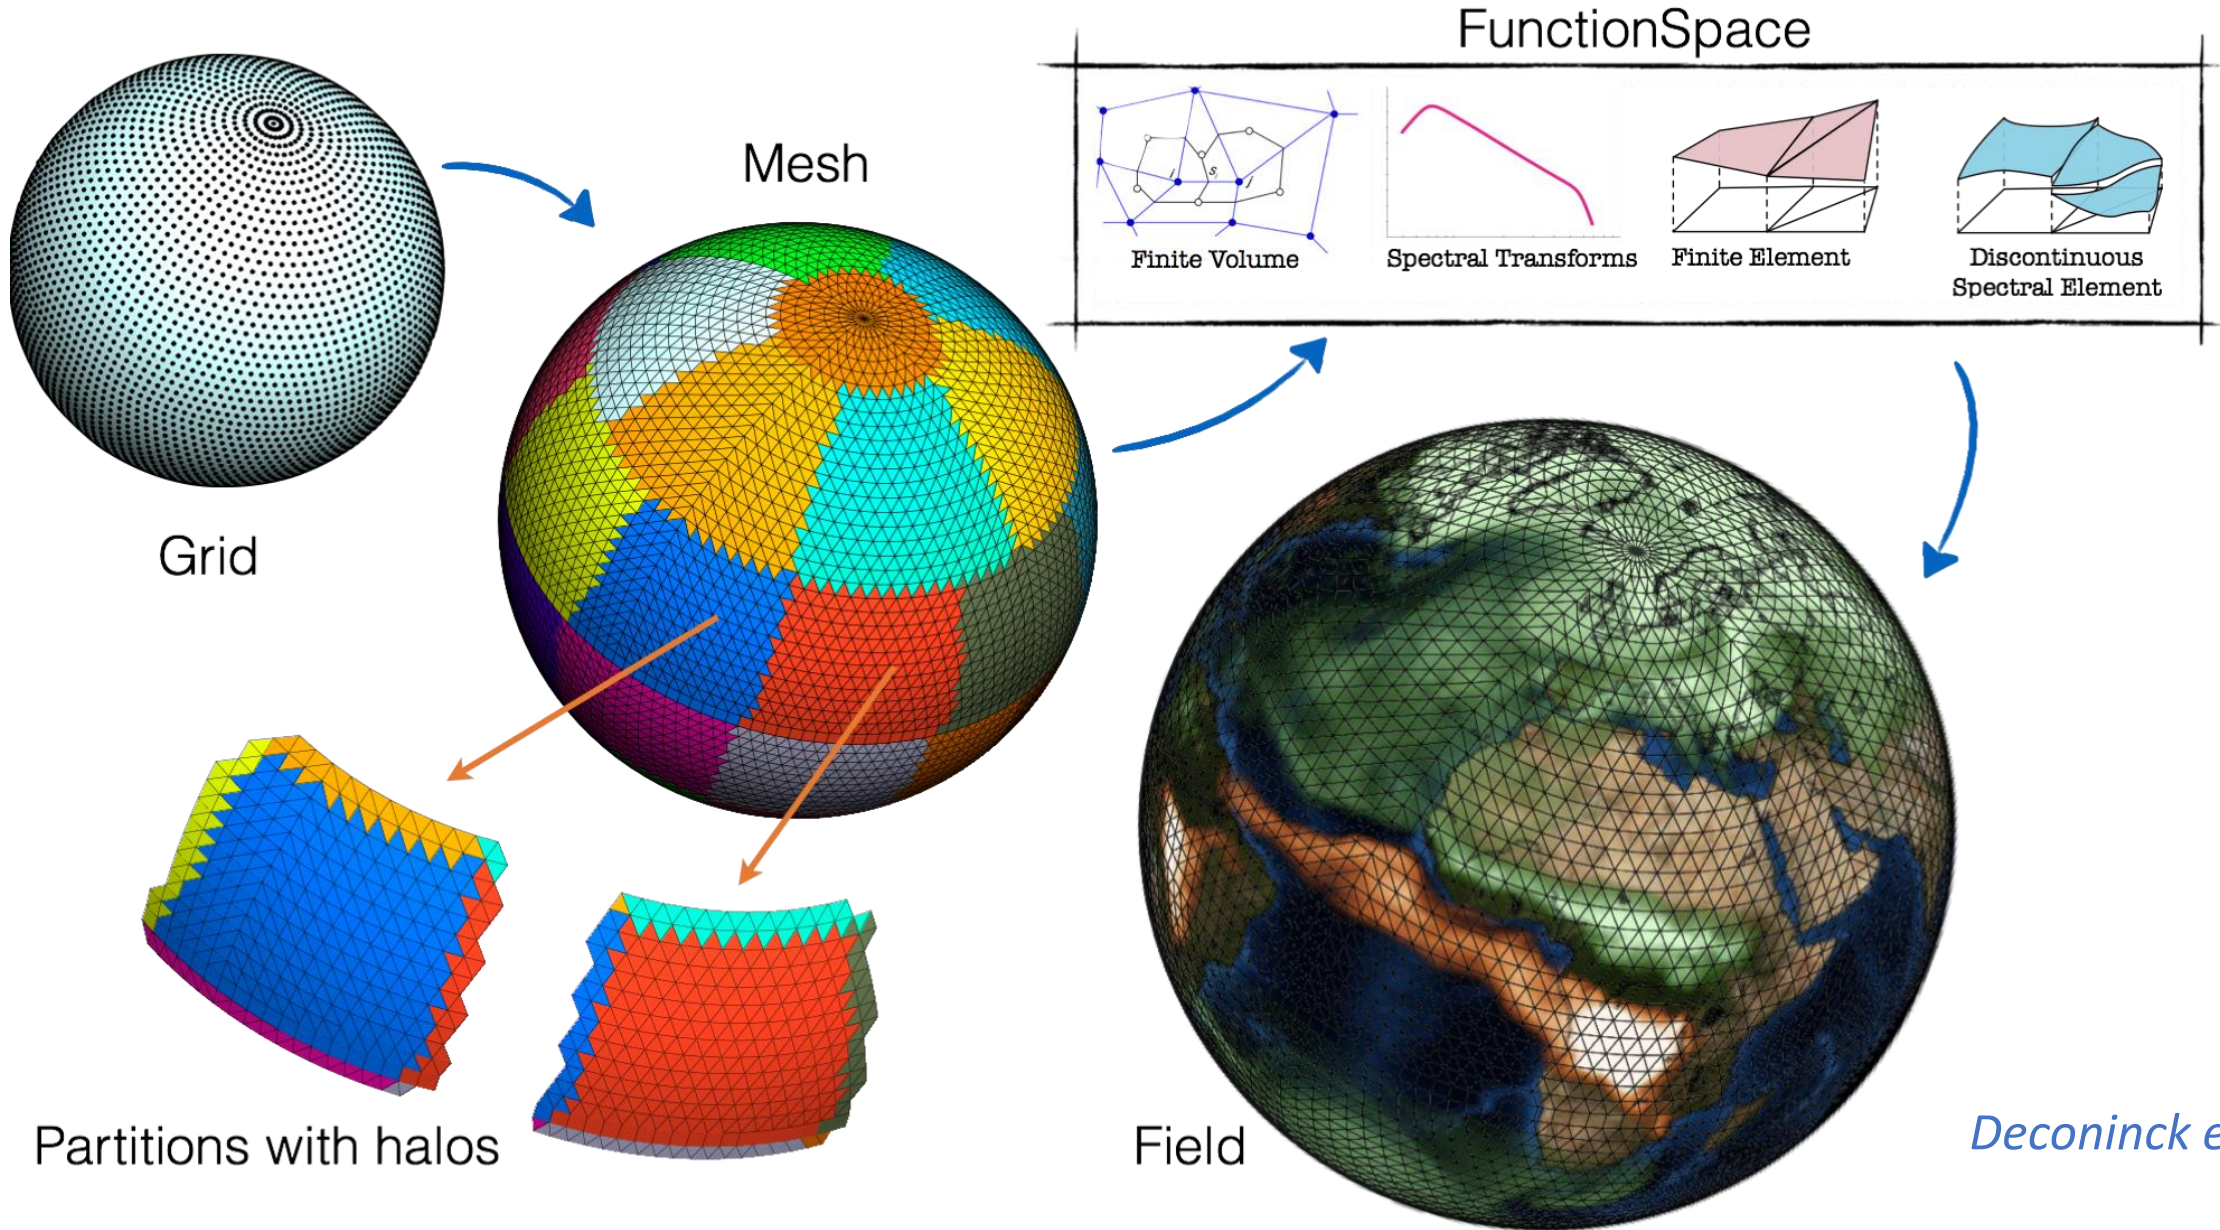 FunctionSpace
Grid
Mesh
i
s
j
Finite Volume
Spectral Transforms
Finite Element
Discontinuous
Spectral Element
Partitions with halos
Field
Deconinck e